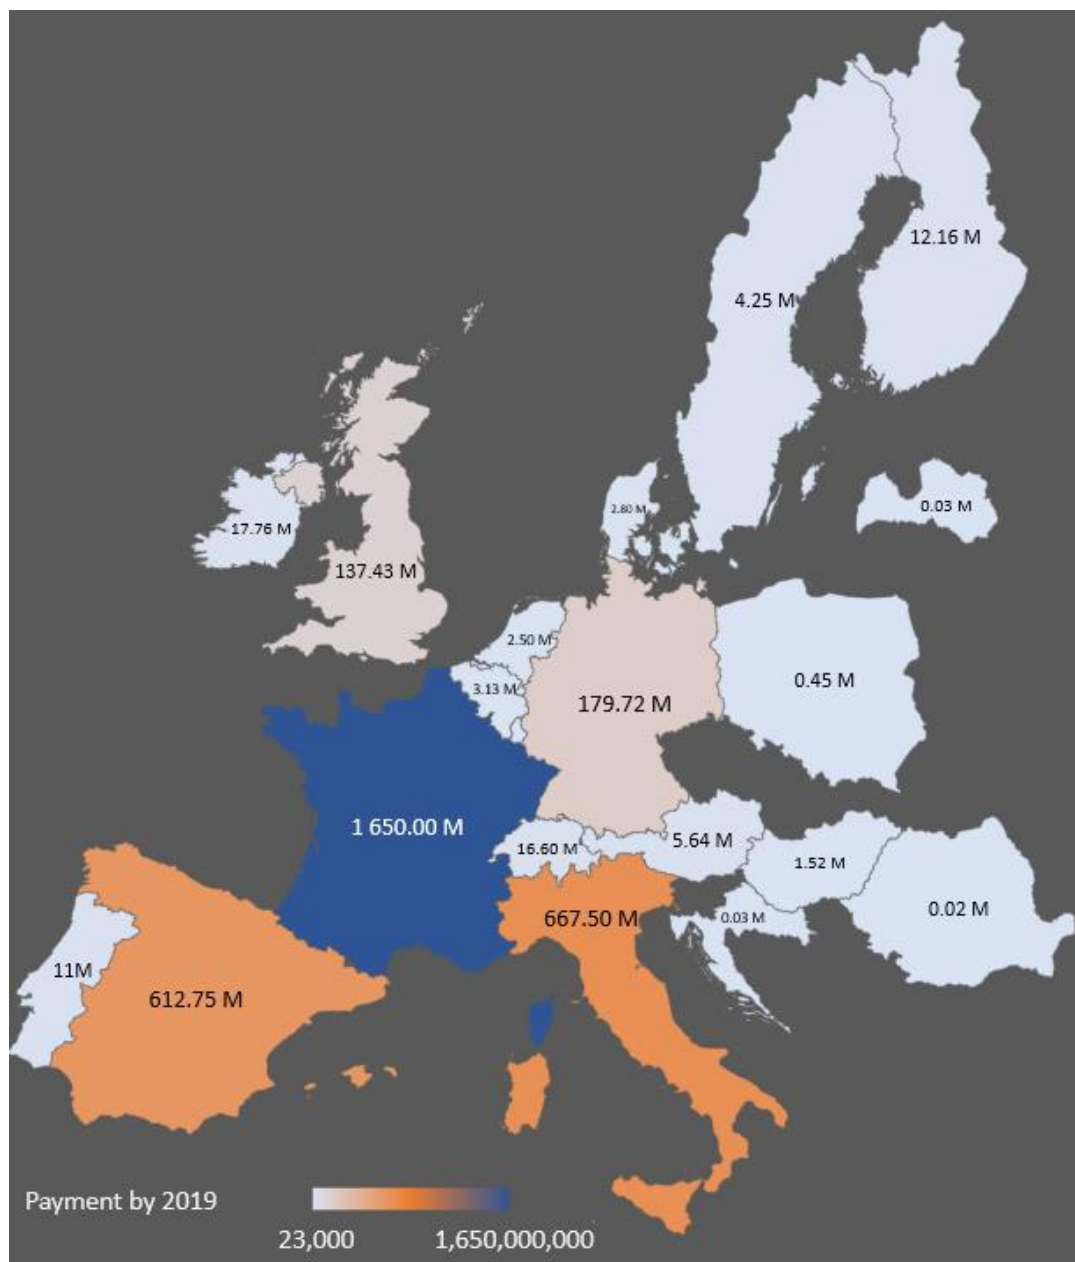 12.16 M
4.25 M
0.03 M
2.80 M
17.76 M
137.43 M
2.50 M
3.13 M
0.45 M
179.72 M
1 650.00 M
16.60 M
5.64 M
1.52 M
667.50 M
0.03 M
0.02 M
11M
612.75 M
Payment by 2019
23,000
1,650,000,000